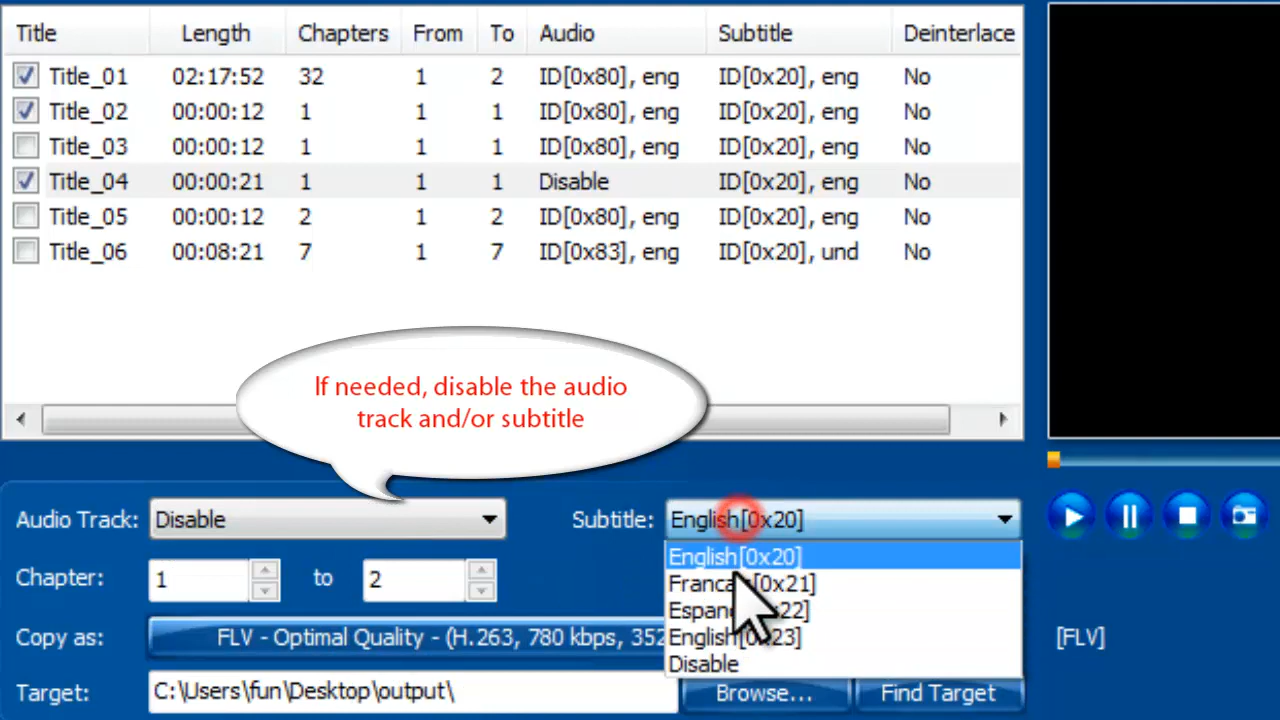 Title Length Chapters From To Audio Subtitle Deinterlace
Title_01 02:17:52 32 1 2 ID[0x80], eng ID[0x20], eng No
Title_02 00:00:12 1 1 1 ID[0x80], eng ID[0x20], eng No
Title_03 00:00:12 1 1 1 ID[0x80], eng ID[0x20], eng No
Title_04 00:00:21 1 1 1 Disable ID[0x20], eng No
Title_05 00:00:12 2 1 2 ID[0x80], eng ID[0x20], eng No
Title_06 00:08:21 7 1 7 ID[0x83], eng ID[0x20], und No
If needed, disable the audio
track and/or subtitle
Audio Track: Disable Subtitle: English[0x20]
English[0x20]
[0x21]
English[0x23]
Disable
Chapter: 1 to 2
Copy as: FLV - Optimal Quality - (H.263, 780 kbps, 352 [FLV]
Target: C:\Users\fun\Desktop\output\ Browse... Find Target